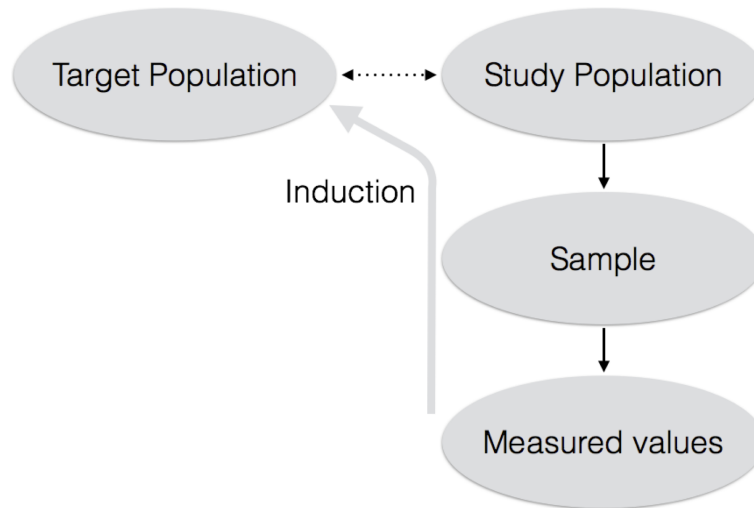 Target Population
Study Population
Induction
Sample
Measured values